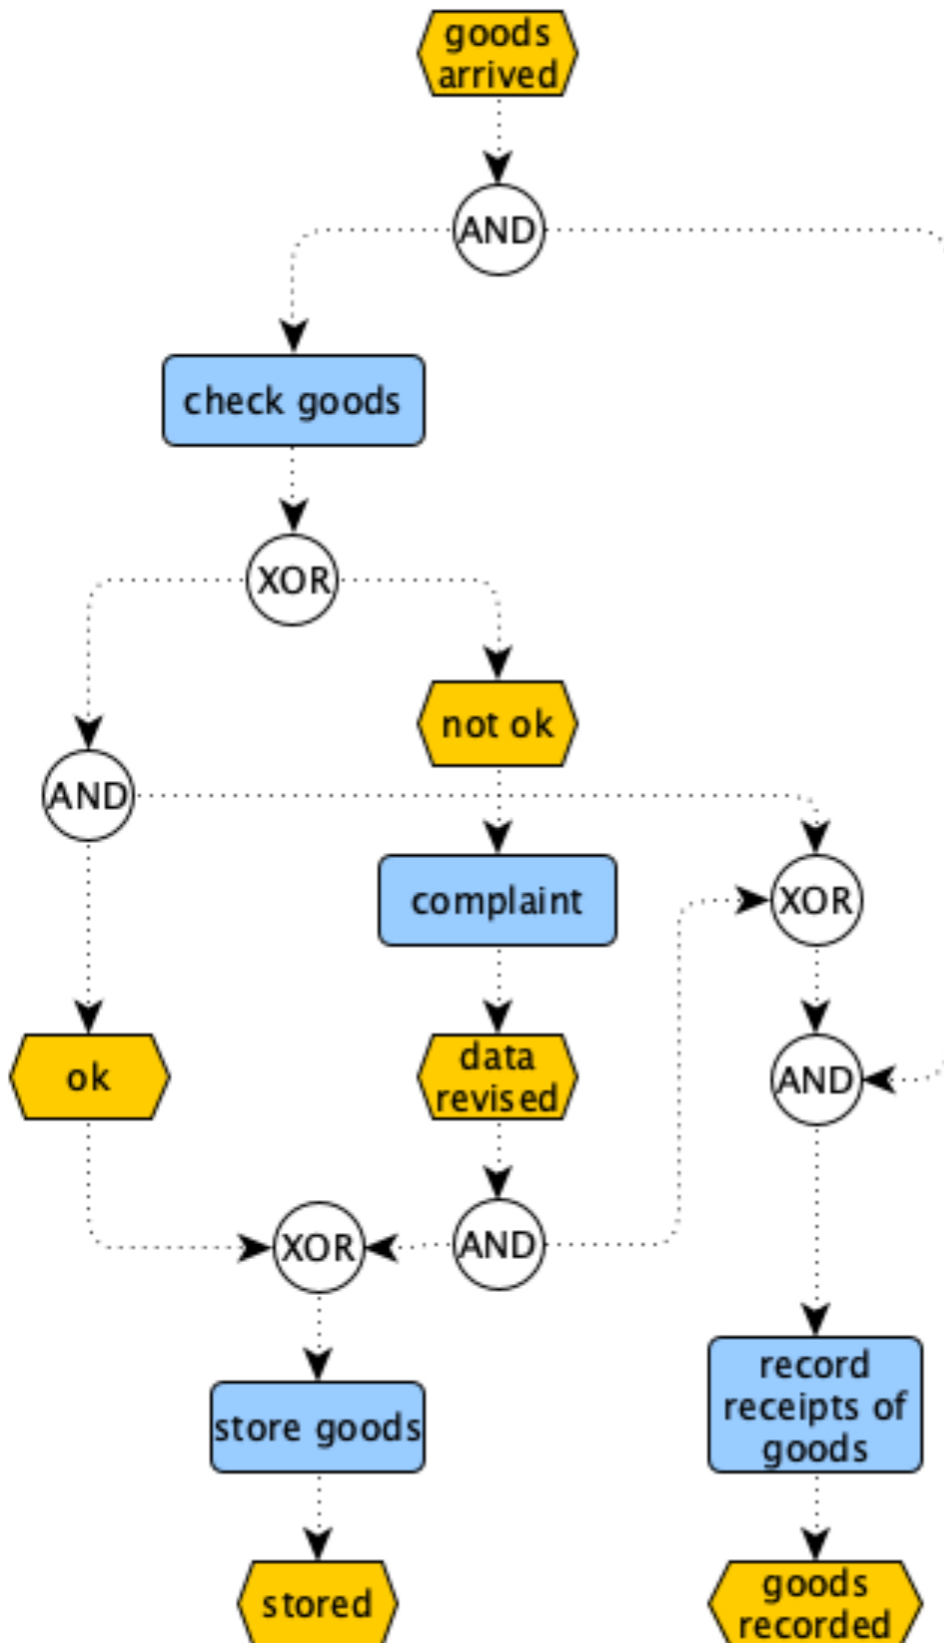 goods
arrived
AND
check goods
XOR
not ok
AND
complaint
XOR
ok
data
revised
AND
XOR
AND
record
receipts of
goods
store goods
stored
goods
recorded